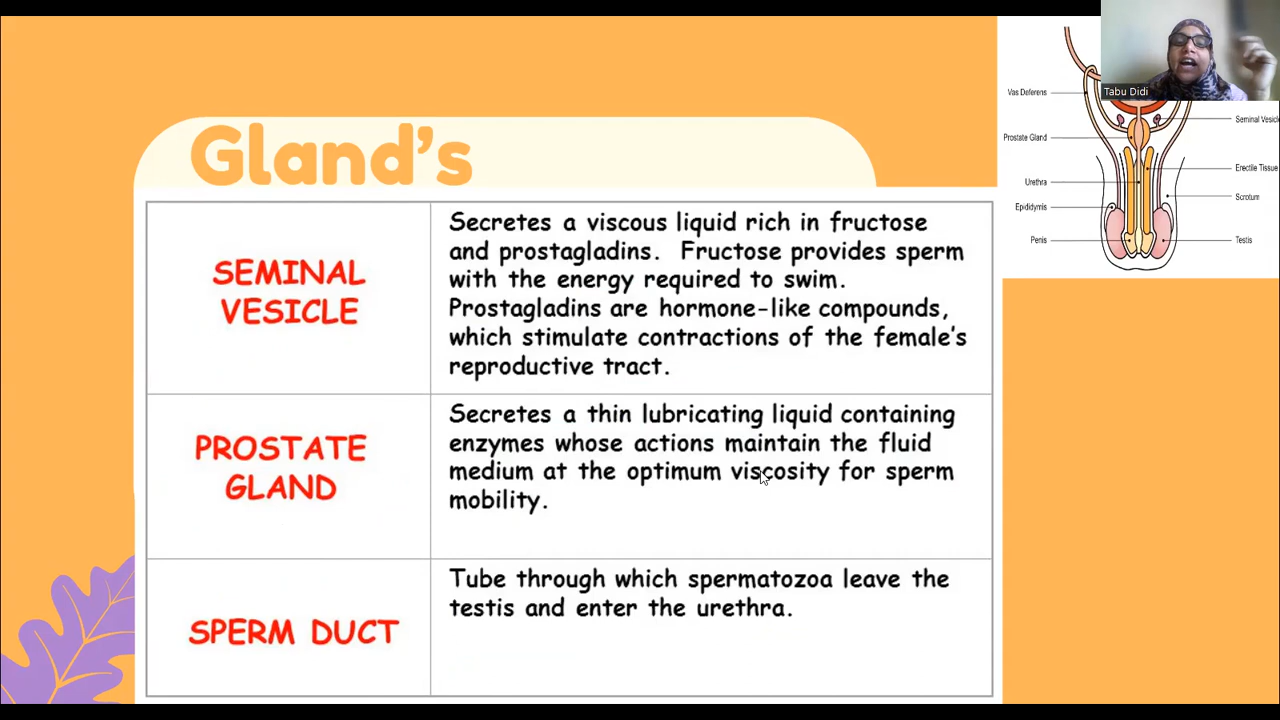 Gland's
SEMINAL
VESICLE
Secretes a viscous liquid rich in fructose
and prostagladins. Fructose provides sperm
with the energy required to swim.
Prostagladins are hormone-like compounds,
which stimulate contractions of the female's
reproductive tract.
PROSTATE
GLAND
Secretes a thin lubricating liquid containing
enzymes whose actions maintain the fluid
medium at the optimum viscosity for sperm
mobility.
SPERM DUCT
Tube through which spermatozoa leave the
testis and enter the urethra.
Tabu Didi
Vas Deferens
Prostate Gland
Urethra
Epididymis
Penis
Seminal Vesicl
Erectile Tissue
Scrotum
Testis